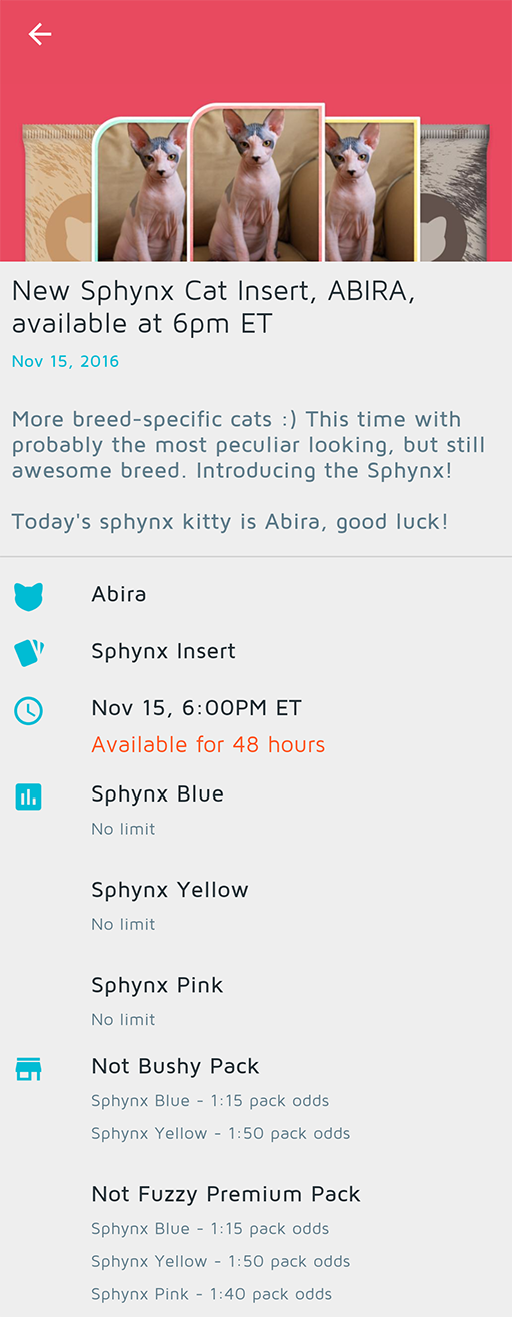 New Sphynx Cat Insert, ABIRA,
available at 6pm ET
Nov 15, 2016
More breed-specific cats :) This time with
probably the most peculiar looking, but still
awesome breed. Introducing the Sphynx!
Today's sphynx kitty is Abira, good luck!
Abira
Sphynx Insert
Nov 15, 6:00PM ET
Available for 48 hours
Sphynx Blue
No limit
Sphynx Yellow
No limit
Sphynx Pink
No limit
Not Bushy Pack
Sphynx Blue - 1:15 pack odds
Sphynx Yellow - 1:50 pack odds
Not Fuzzy Premium Pack
Sphynx Blue - 1:15 pack odds
Sphynx Yellow - 1:50 pack odds
Sphynx Pink - 1:40 pack odds